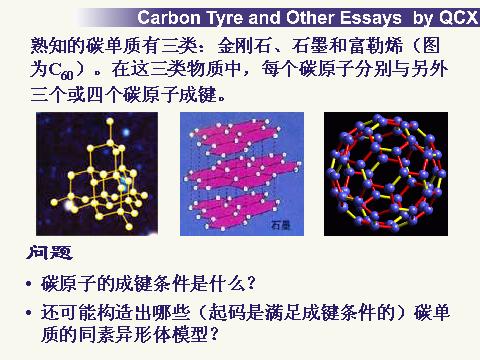 Carbon Tyre and Other Essays by QCX
熟知的碳单质有三类：金刚石、石墨和富勒烯（图
为C60）。在这三类物质中，每个碳原子分别与另外
三个或四个碳原子成键。
石墨
问题
• 碳原子的成键条件是什么？
• 还可能构造出哪些（起码是满足成键条件的）碳单
质的同素异形体模型？